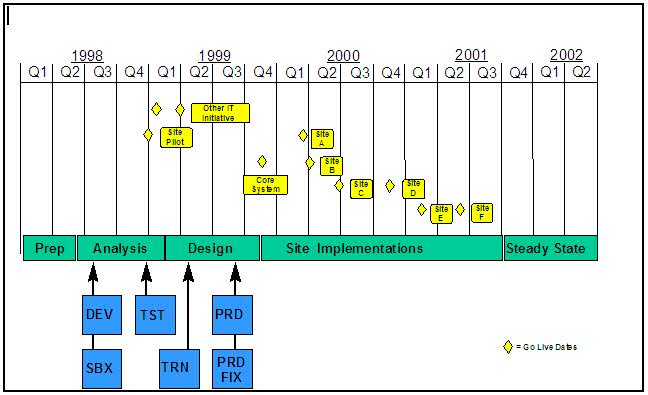 1998 1999 2000 2001 2002
Q1 Q2 Q3 Q4 Q1 Q2 Q3 Q4 Q1 Q2 Q3 Q4 Q1 Q2 Q3 Q4 Q1 Q2
Other IT
Initiative
Site
Pilot
Site
A
Site
B
Core
System
Site
C
Site
D
Site
E
Site
F
Prep Analysis Design Site Implementations Steady State
DEV TST PRD
SBX TRN PRD
FIX
= Go Live Dates